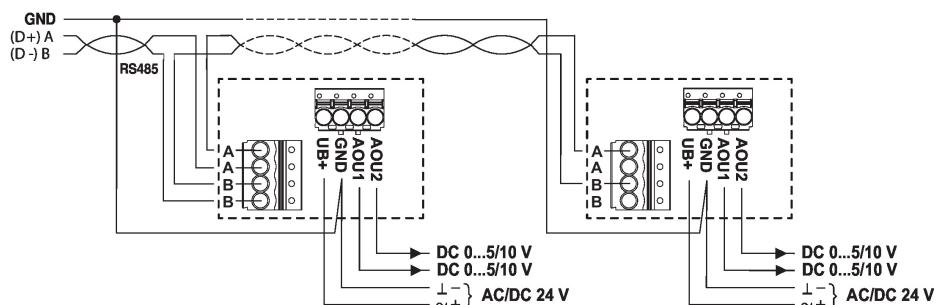 GND
(D+) A
(D -) B
RS485
A
A
B
B
UB+
GND
AOU1
AOU2
A
A
B
B
UB+
GND
AOU1
AOU2
DC 0...5/10 V
DC 0...5/10 V
⊥ −
~/+
AC/DC 24 V
DC 0...5/10 V
DC 0...5/10 V
⊥ −
~/+
AC/DC 24 V